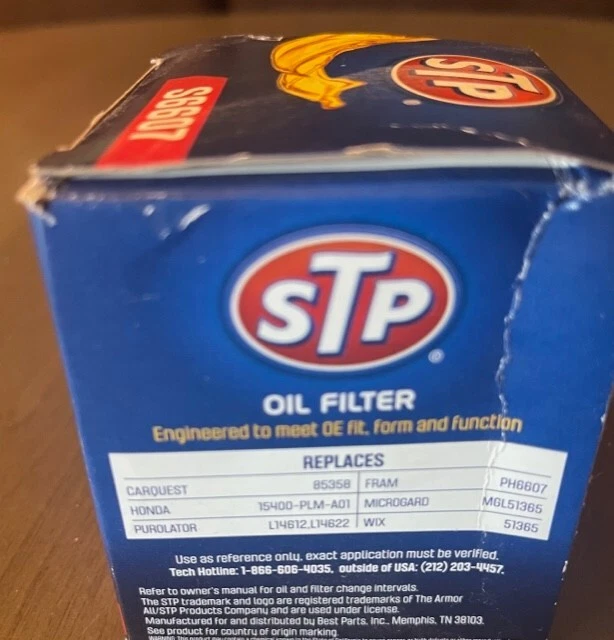 S6607
STP
STP
®
OIL FILTER
Engineered to meet OE fit, form and function
REPLACES
CARQUEST 85358 FRAM PH6607
HONDA 15400-PLM-A01 MICROGARD MGL51365
PUROLATOR L14612,L14622 WIX 51365
Use as reference only, exact application must be verified.
Tech Hotline: 1-866-606-4035, outside of USA: (212) 203-4457.
Refer to owner's manual for oil and filter change intervals.
The STP trademark and logo are registered trademarks of The Armor
All/STP Products Company and are used under license.
Manufactured for and distributed by Best Parts, Inc., Memphis, TN 38103.
See product for country of origin marking.